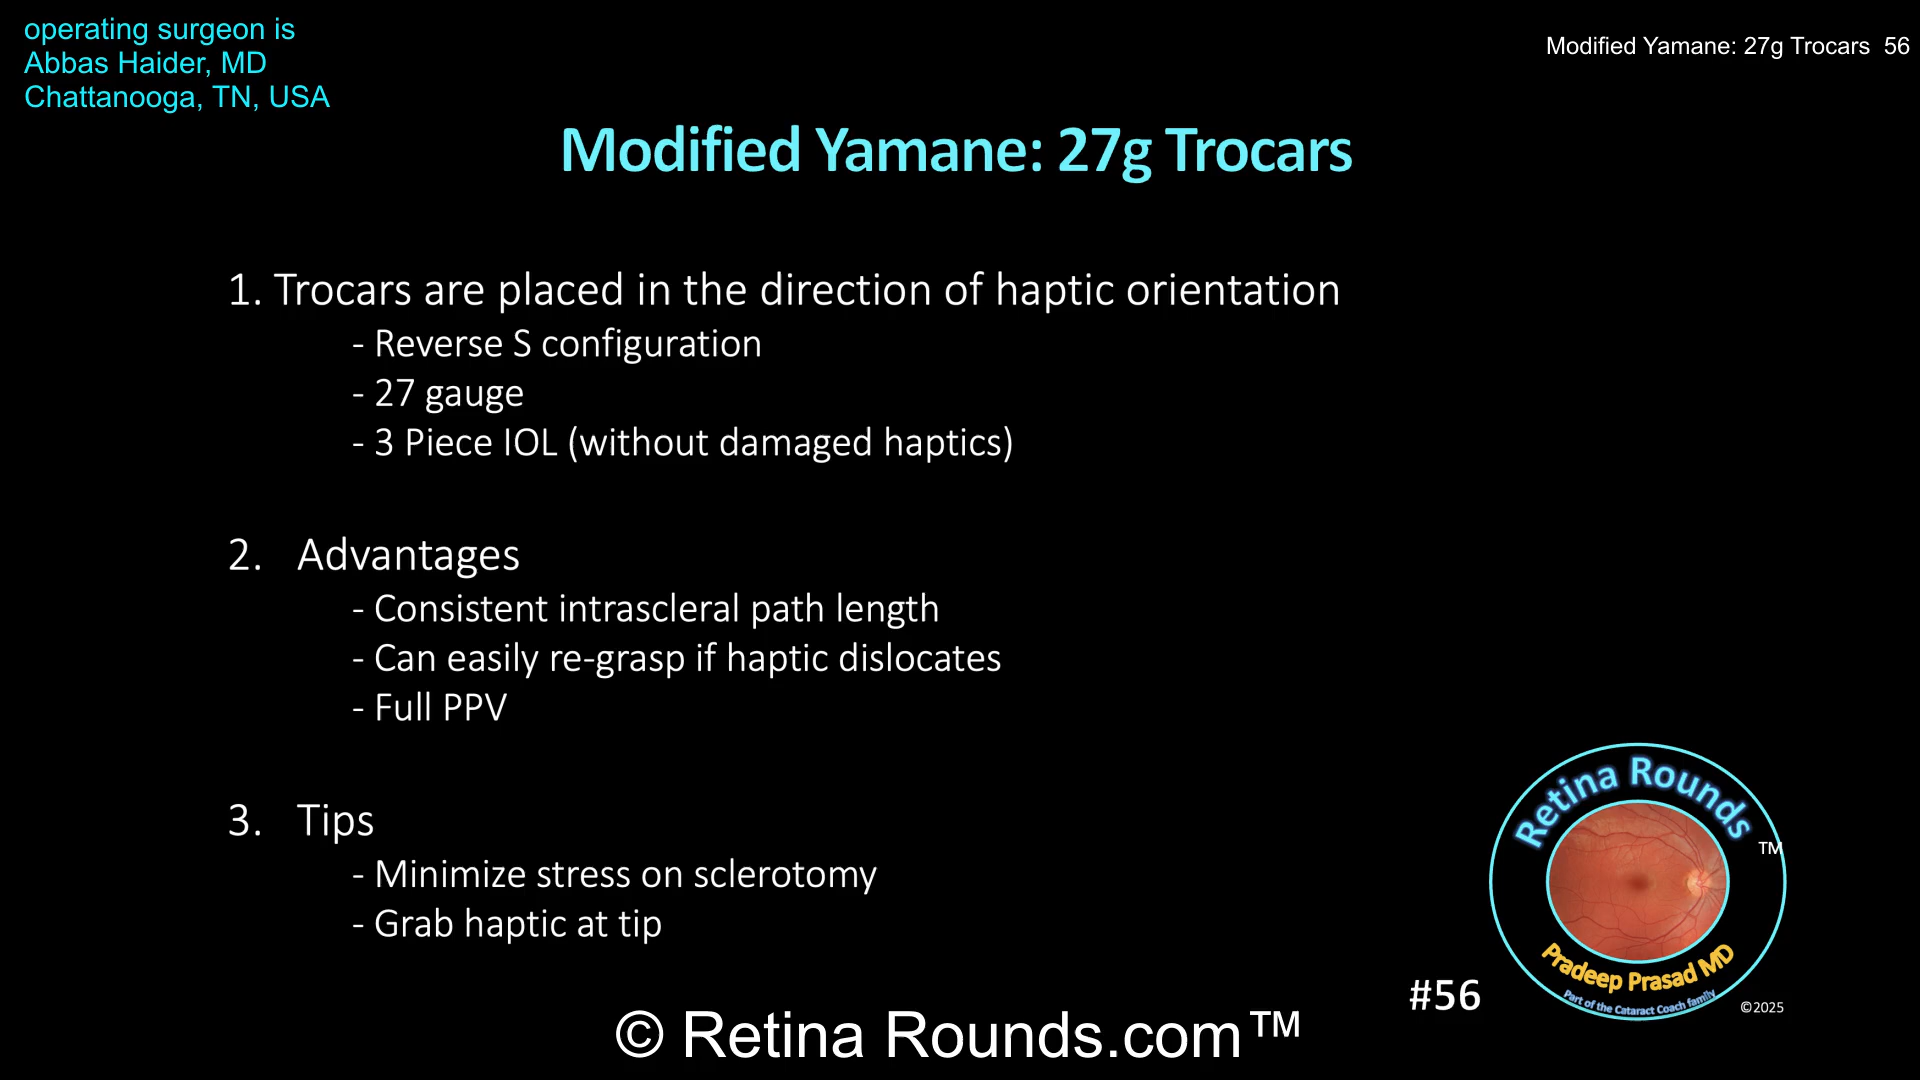 operating surgeon is
Abbas Haider, MD
Chattanooga, TN, USA
Modified Yamane: 27g Trocars 56
Modified Yamane: 27g Trocars
1. Trocars are placed in the direction of haptic orientation
- Reverse S configuration
- 27 gauge
- 3 Piece IOL (without damaged haptics)
2. Advantages
- Consistent intrascleral path length
- Can easily re-grasp if haptic dislocates
- Full PPV
3. Tips
- Minimize stress on sclerotomy
- Grab haptic at tip
Retina Rounds
TM
Pradeep Prasad MD
Part of the Cataract Coach family
#56
©2025
© Retina Rounds.com™